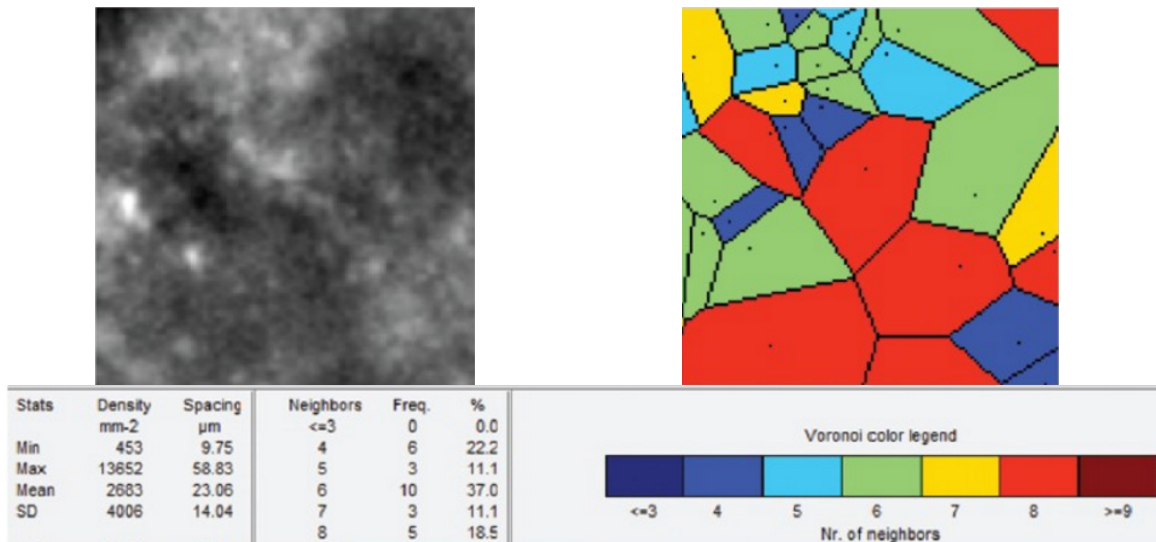 Stats Density Spacing
mm-2 µm
Min 453 9.75
Max 13652 58.83
Mean 2683 23.06
SD 4006 14.04
Neighbors Freq. %
<=3 0 0.0
4 6 22.2
5 3 11.1
6 10 37.0
7 3 11.1
8 5 18.5
Voronoi color legend
<=3 4 5 6 7 8 >=9
Nr. of neighbors